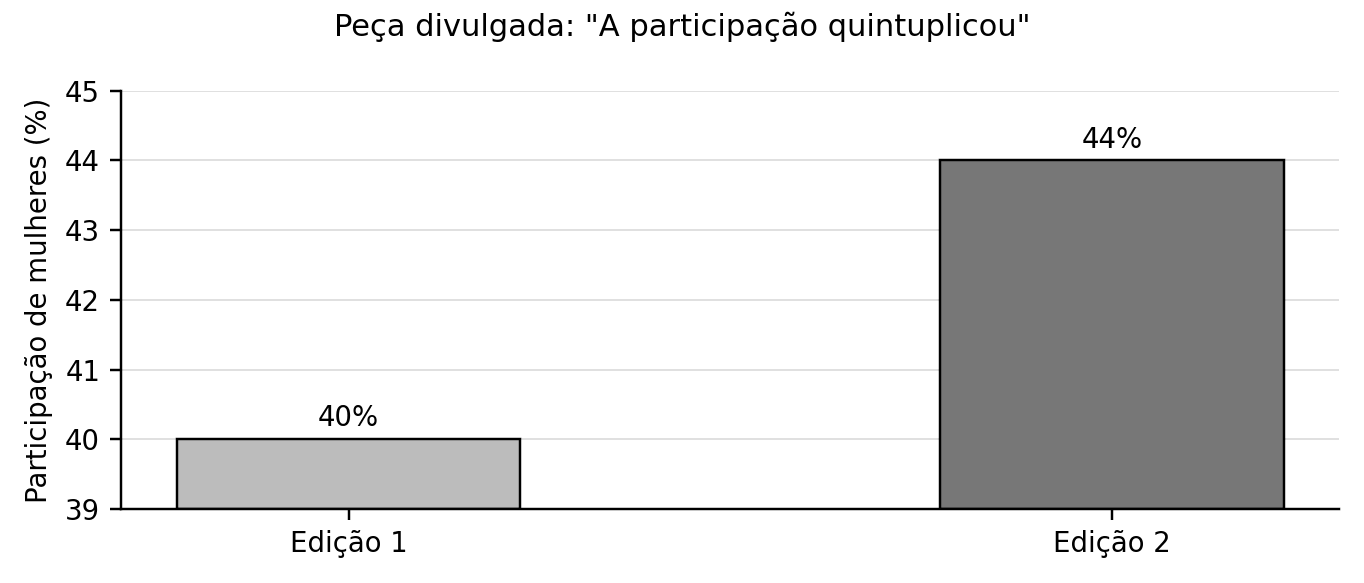 Peça divulgada: "A participação quintuplicou"
Participação de mulheres (%)
45
44
43
42
41
40
39
40%
44%
Edição 1
Edição 2